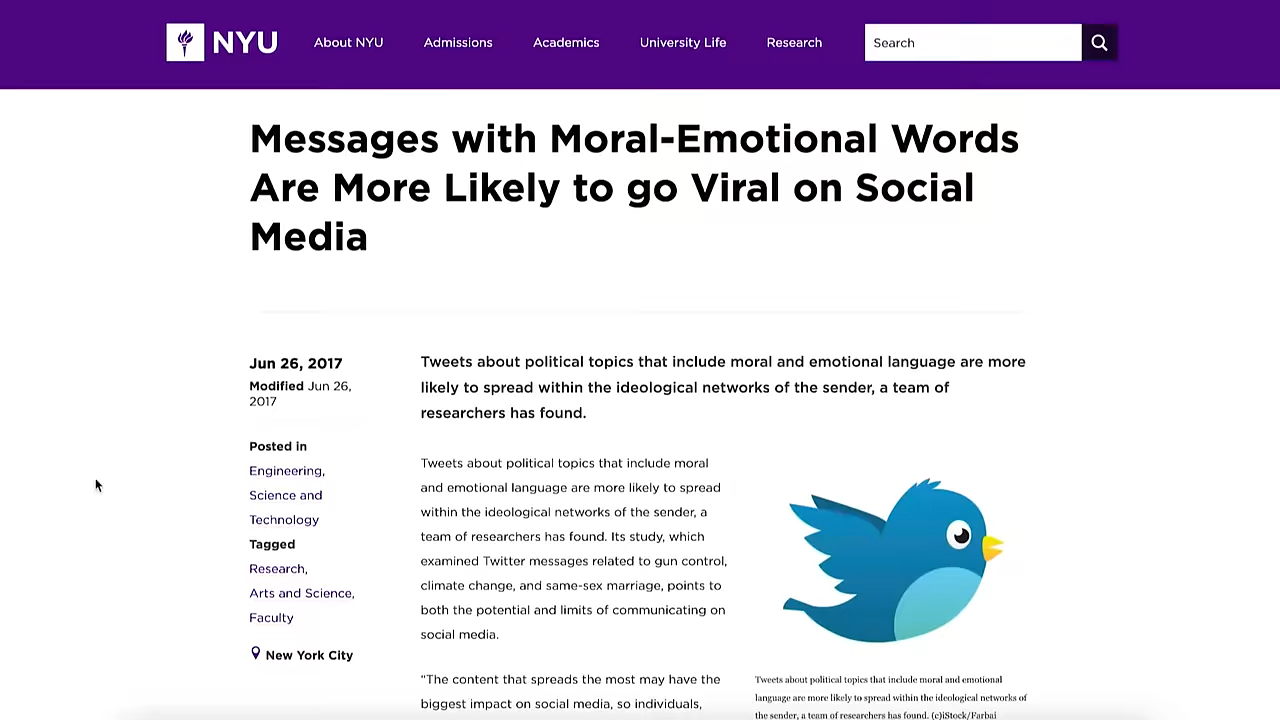 NYU About NYU Admissions Academics University Life Research Search
Messages with Moral-Emotional Words
Are More Likely to go Viral on Social
Media
Jun 26, 2017
Modified Jun 26,
2017
Posted in
Engineering,
Science and
Technology
Tagged
Research,
Arts and Science,
Faculty
New York City
Tweets about political topics that include moral and emotional language are more
likely to spread within the ideological networks of the sender, a team of
researchers has found.
Tweets about political topics that include moral
and emotional language are more likely to spread
within the ideological networks of the sender, a
team of researchers has found. Its study, which
examined Twitter messages related to gun control,
climate change, and same-sex marriage, points to
both the potential and limits of communicating on
social media.
“The content that spreads the most may have the
biggest impact on social media, so individuals,
Tweets about political topics that include moral and emotional
language are more likely to spread within the ideological networks of
the sender, a team of researchers has found. (c)iStock/Farbai